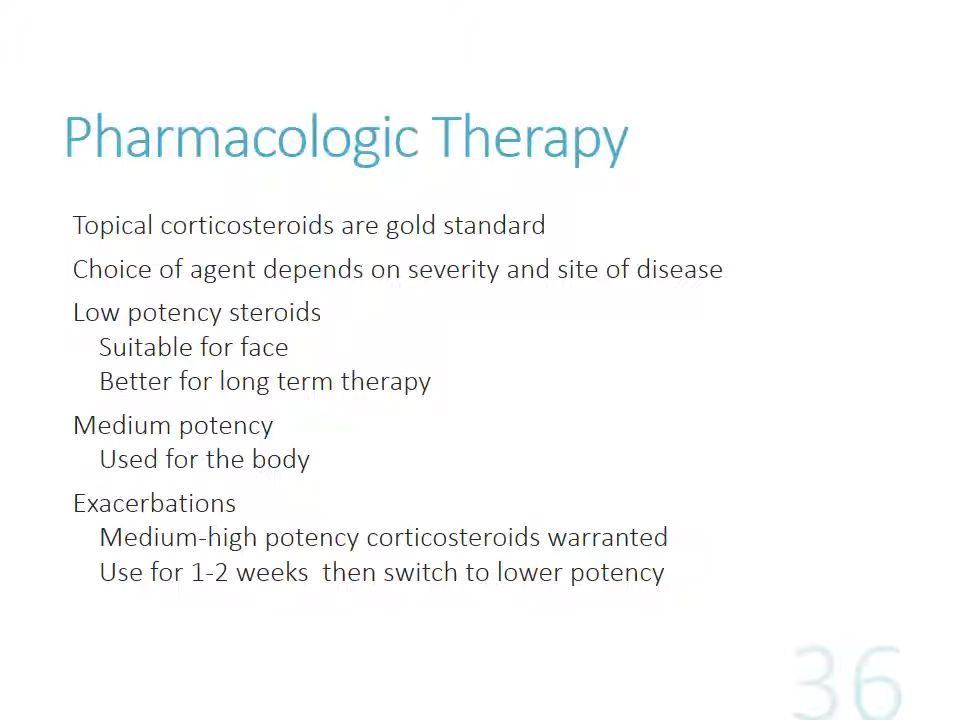 Pharmacologic Therapy
Topical corticosteroids are gold standard
Choice of agent depends on severity and site of disease
Low potency steroids
Suitable for face
Better for long term therapy
Medium potency
Used for the body
Exacerbations
Medium-high potency corticosteroids warranted
Use for 1-2 weeks  then switch to lower potency
36